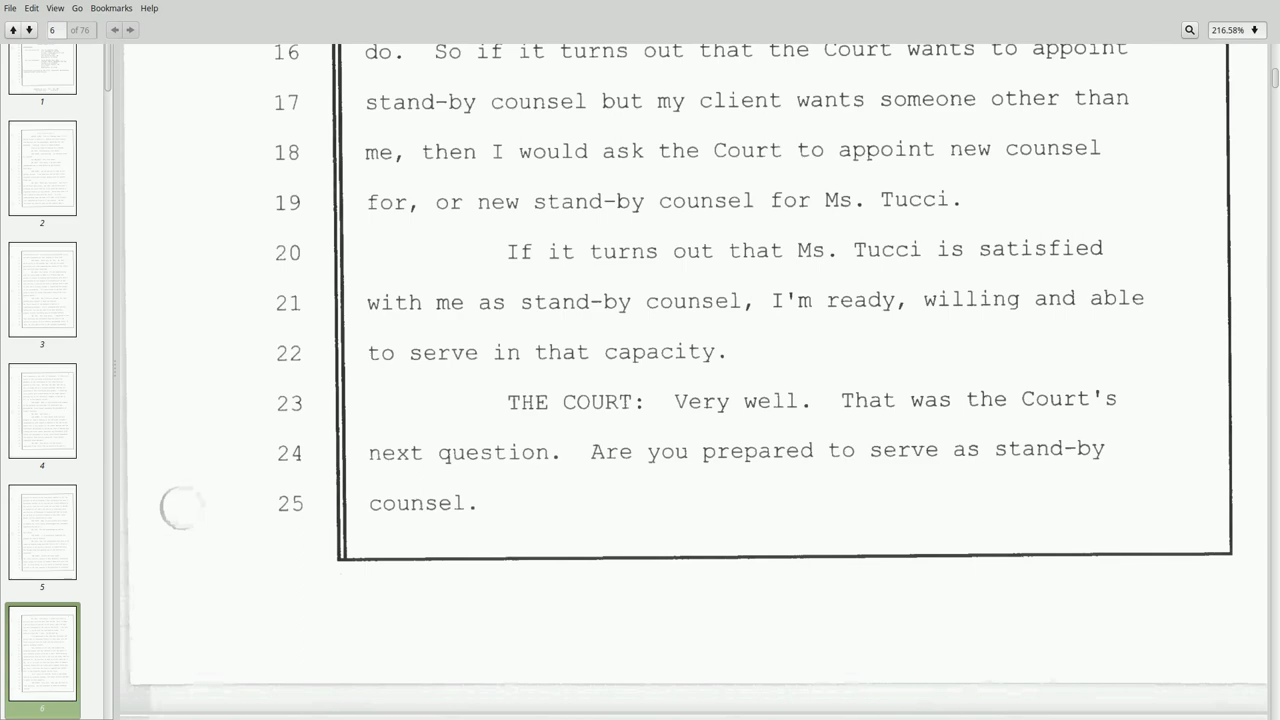 File Edit View Go Bookmarks Help
6 of 76 216.58%
1
2
3
4
5
6
16 do. So if it turns out that the Court wants to appoint
17 stand-by counsel but my client wants someone other than
18 me, then I would ask the Court to appoint new counsel
19 for, or new stand-by counsel for Ms. Tucci.
20 If it turns out that Ms. Tucci is satisfied
21 with me as stand-by counsel, I'm ready, willing and able
22 to serve in that capacity.
23 THE COURT: Very well. That was the Court's
24 next question. Are you prepared to serve as stand-by
25 counsel.